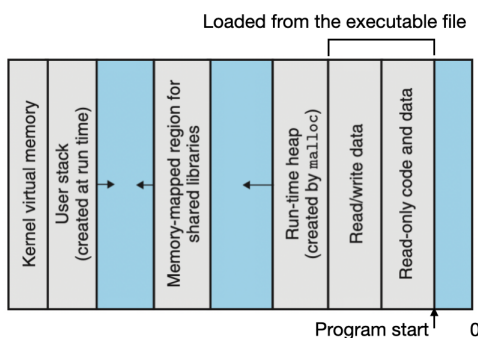 Loaded from the executable file
Kernel virtual memory
User stack
(created at run time)
Memory-mapped region for
shared libraries
Run-time heap
(created by malloc)
Read/write data
Read-only code and data
Program start
0